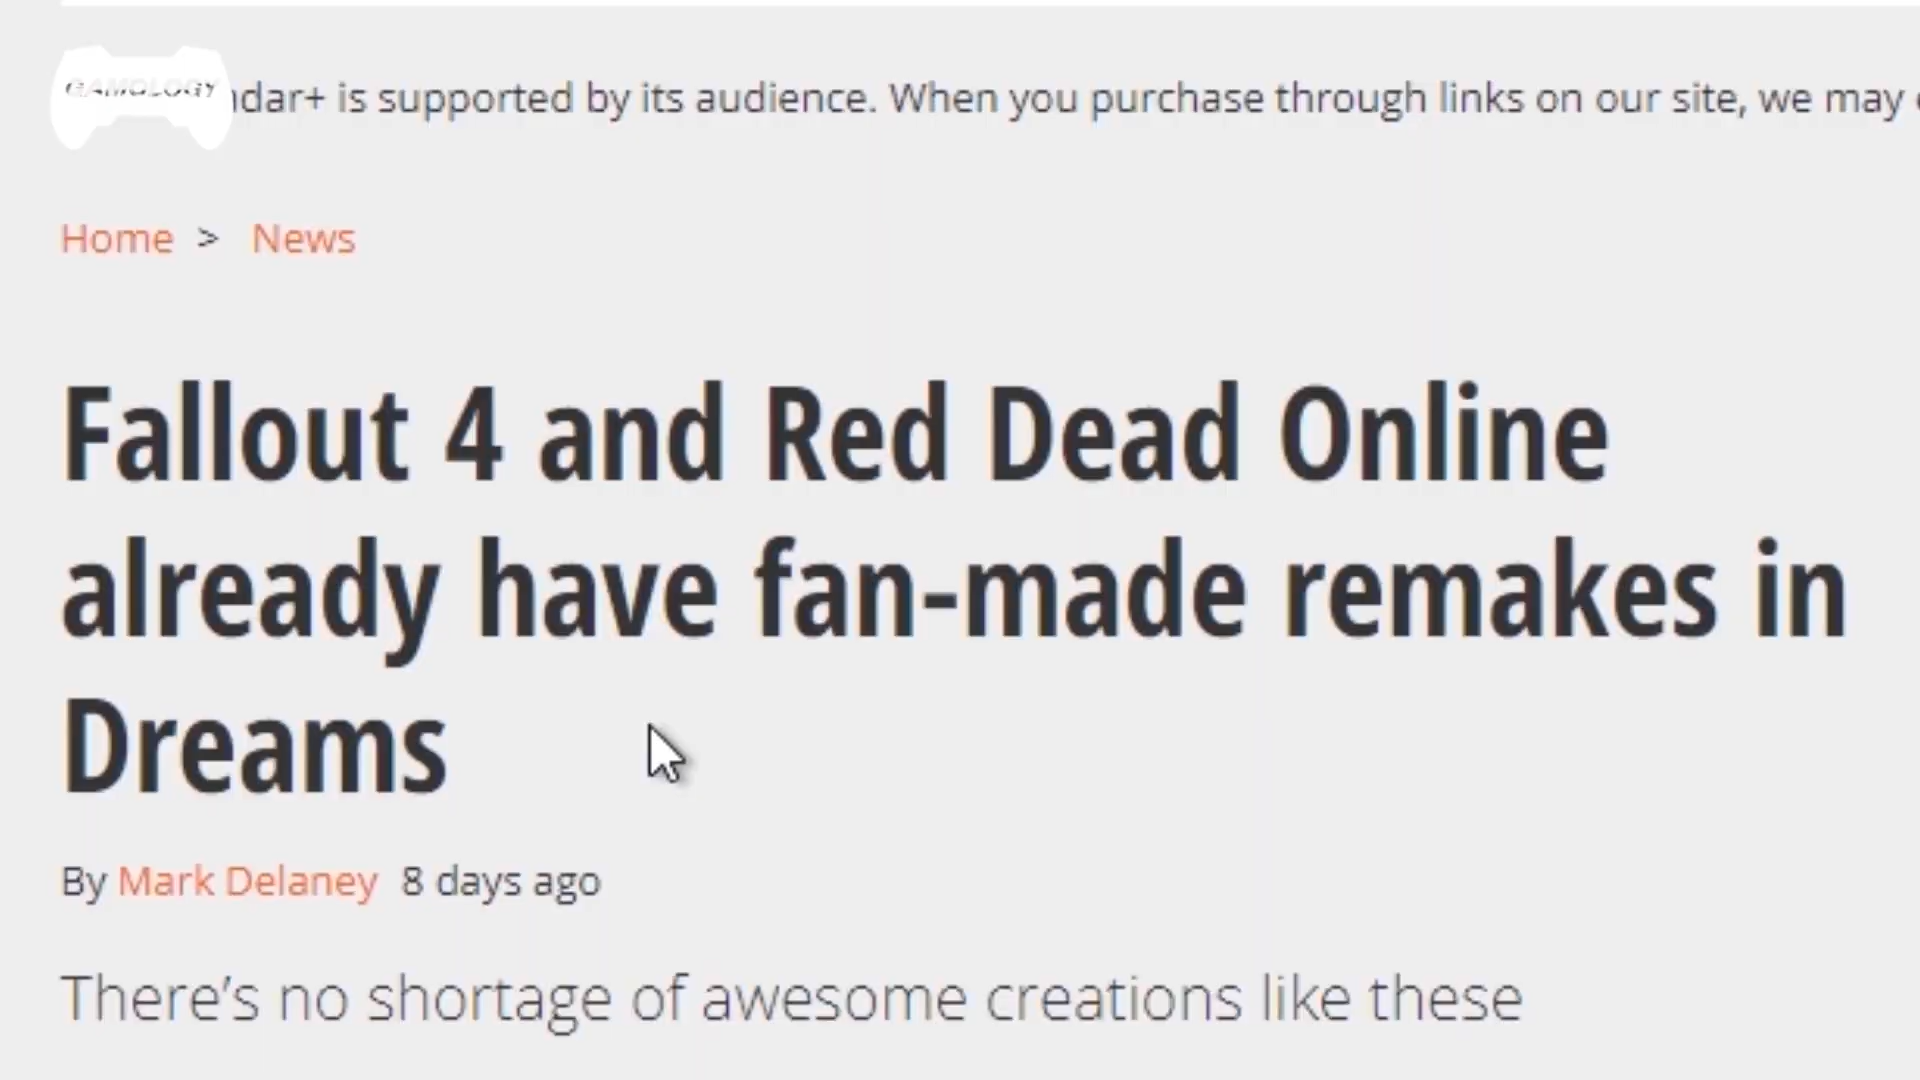 GAMOLOGY
ndar+ is supported by its audience. When you purchase through links on our site, we may
Home > News
Fallout 4 and Red Dead Online
already have fan-made remakes in
Dreams
By Mark Delaney 8 days ago
There’s no shortage of awesome creations like these